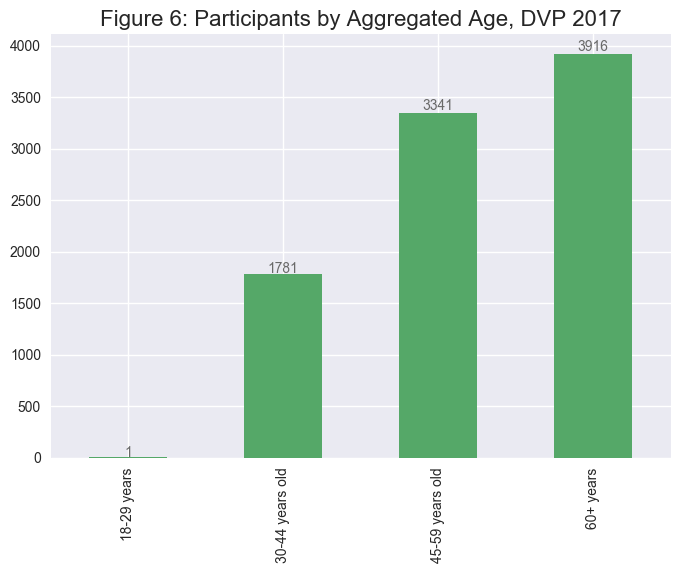 Figure 6: Participants by Aggregated Age, DVP 2017
4000
3500
3000
2500
2000
1500
1000
500
0
1
1781
3341
3916
18-29 years
30-44 years old
45-59 years old
60+ years